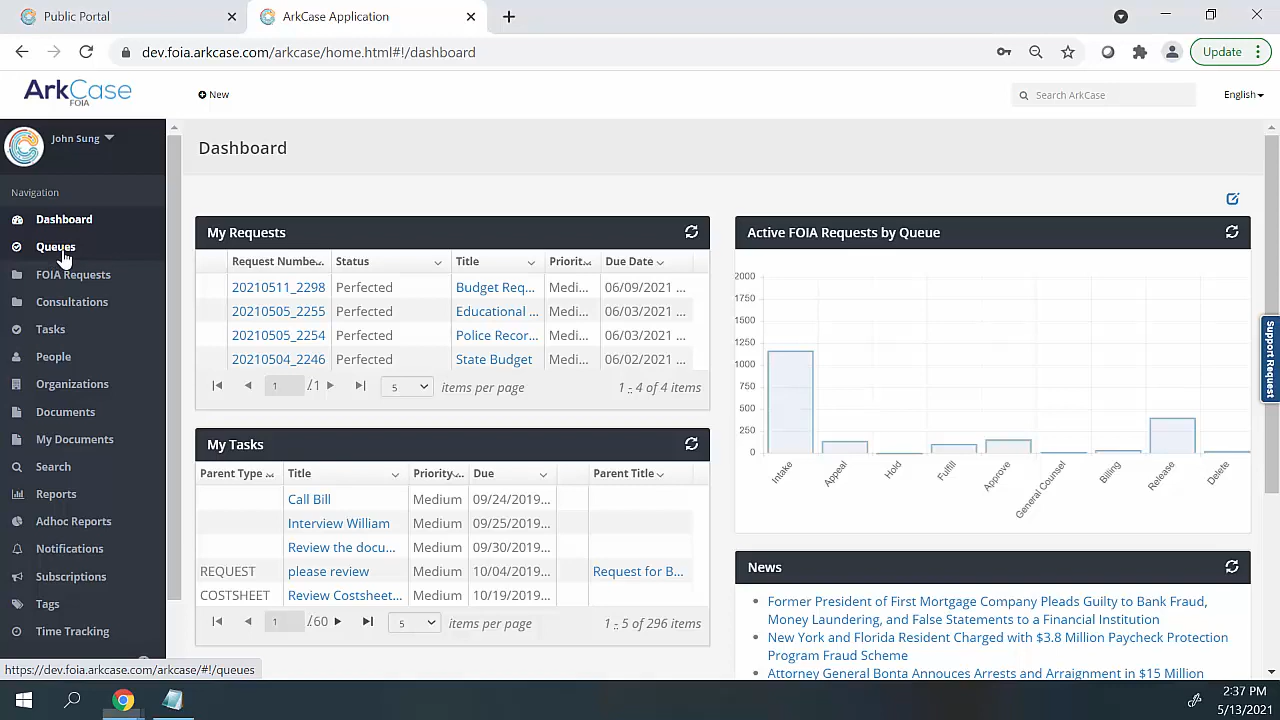 Public Portal
ArkCase Application
dev.foia.arkcase.com/arkcase/home.html#!/dashboard
Update
ArkCase
FOIA
New
Search ArkCase
English
John Sung
Navigation
Dashboard
Queues
FOIA Requests
Consultations
Tasks
People
Organizations
Documents
My Documents
Search
Reports
Adhoc Reports
Notifications
Subscriptions
Tags
Time Tracking
Dashboard
My Requests
Request Numbe... Status Title Priorit... Due Date
20210511_2298 Perfected Budget Req... Medi... 06/09/2021 ...
20210505_2255 Perfected Educational ... Medi... 06/03/2021 ...
20210505_2254 Perfected Police Recor... Medi... 06/03/2021 ...
20210504_2246 Perfected State Budget Medi... 06/02/2021 ...
1 / 1 5 items per page 1 - 4 of 4 items
My Tasks
Parent Type ... Title Priority... Due Parent Title
Call Bill Medium 09/24/2019...
Interview William Medium 09/25/2019...
Review the docu... Medium 09/30/2019...
REQUEST please review Medium 10/04/2019... Request for B...
COSTSHEET Review Costsheet... Medium 10/19/2019...
1 / 60 5 items per page 1 - 5 of 296 items
Active FOIA Requests by Queue
2000
1750
1500
1250
1000
750
500
250
0
Intake
Appeal
Hold
Fulfill
Approve
General Counsel
Billing
Release
Delete
News
Former President of First Mortgage Company Pleads Guilty to Bank Fraud,
Money Laundering, and False Statements to a Financial Institution
New York and Florida Resident Charged with $3.8 Million Paycheck Protection
Program Fraud Scheme
Attorney General Bonta Annouces Arrests and Arraignment in $15 Million
Support Request
https://dev.foia.arkcase.com/arkcase/#!/queues
2:37 PM
5/13/2021